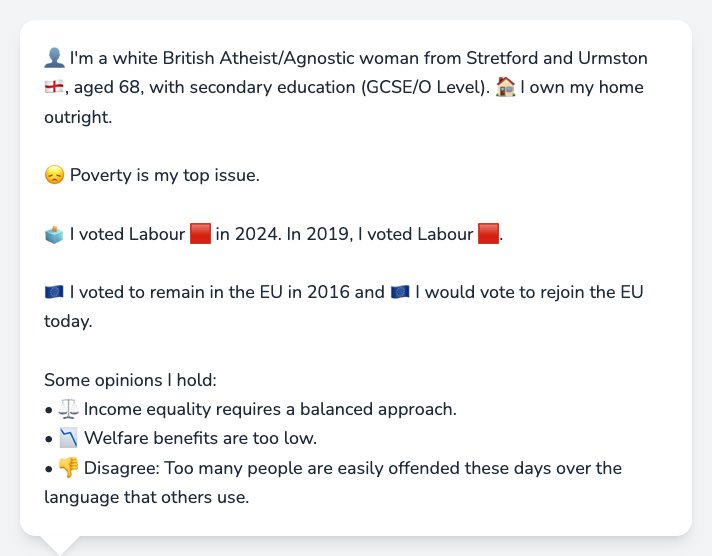 👤 I'm a white British Atheist/Agnostic woman from Stretford and Urmston
🏴󠁧󠁢󠁥󠁮󠁧󠁿, aged 68, with secondary education (GCSE/O Level). 🏠 I own my home
outright.
😞 Poverty is my top issue.
🗳️ I voted Labour 🟥 in 2024. In 2019, I voted Labour 🟥.
🇪🇺 I voted to remain in the EU in 2016 and 🇪🇺 I would vote to rejoin the EU
today.
Some opinions I hold:
• ⚖️ Income equality requires a balanced approach.
• 📉 Welfare benefits are too low.
• 👎 Disagree: Too many people are easily offended these days over the
language that others use.